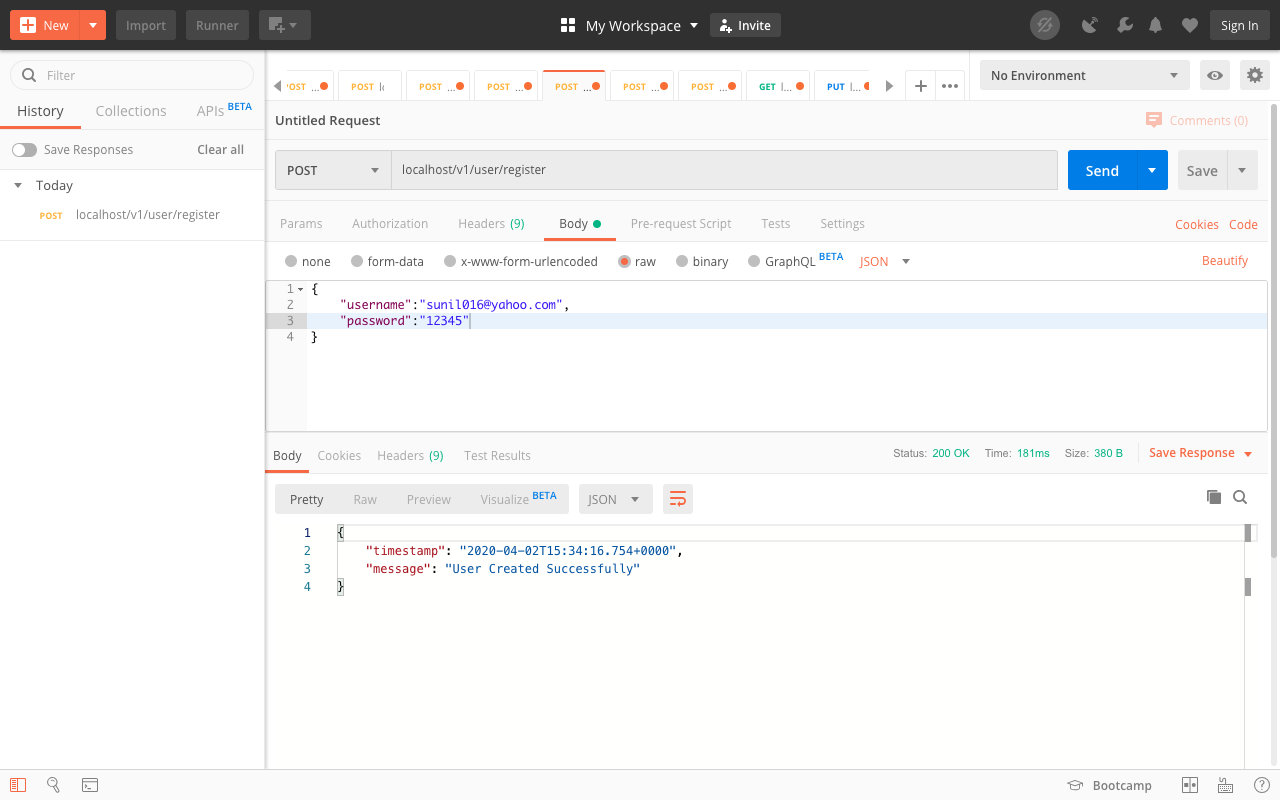 New Import Runner My Workspace Invite Sign In
Filter
History Collections APIs BETA
Save Responses Clear all
Today
POST localhost/v1/user/register
POST ... POST POST ... POST ... POST ... POST ... POST ... GET l... PUT l... No Environment
Untitled Request Comments (0)
POST localhost/v1/user/register Send Save
Params Authorization Headers (9) Body Pre-request Script Tests Settings Cookies Code
none form-data x-www-form-urlencoded raw binary GraphQL BETA JSON Beautify
1 {
2 "username":"sunil016@yahoo.com",
3 "password":"12345"
4 }
Body Cookies Headers (9) Test Results Status: 200 OK Time: 181ms Size: 380 B Save Response
Pretty Raw Preview Visualize BETA JSON
1 {
2 "timestamp": "2020-04-02T15:34:16.754+0000",
3 "message": "User Created Successfully"
4 }
Bootcamp